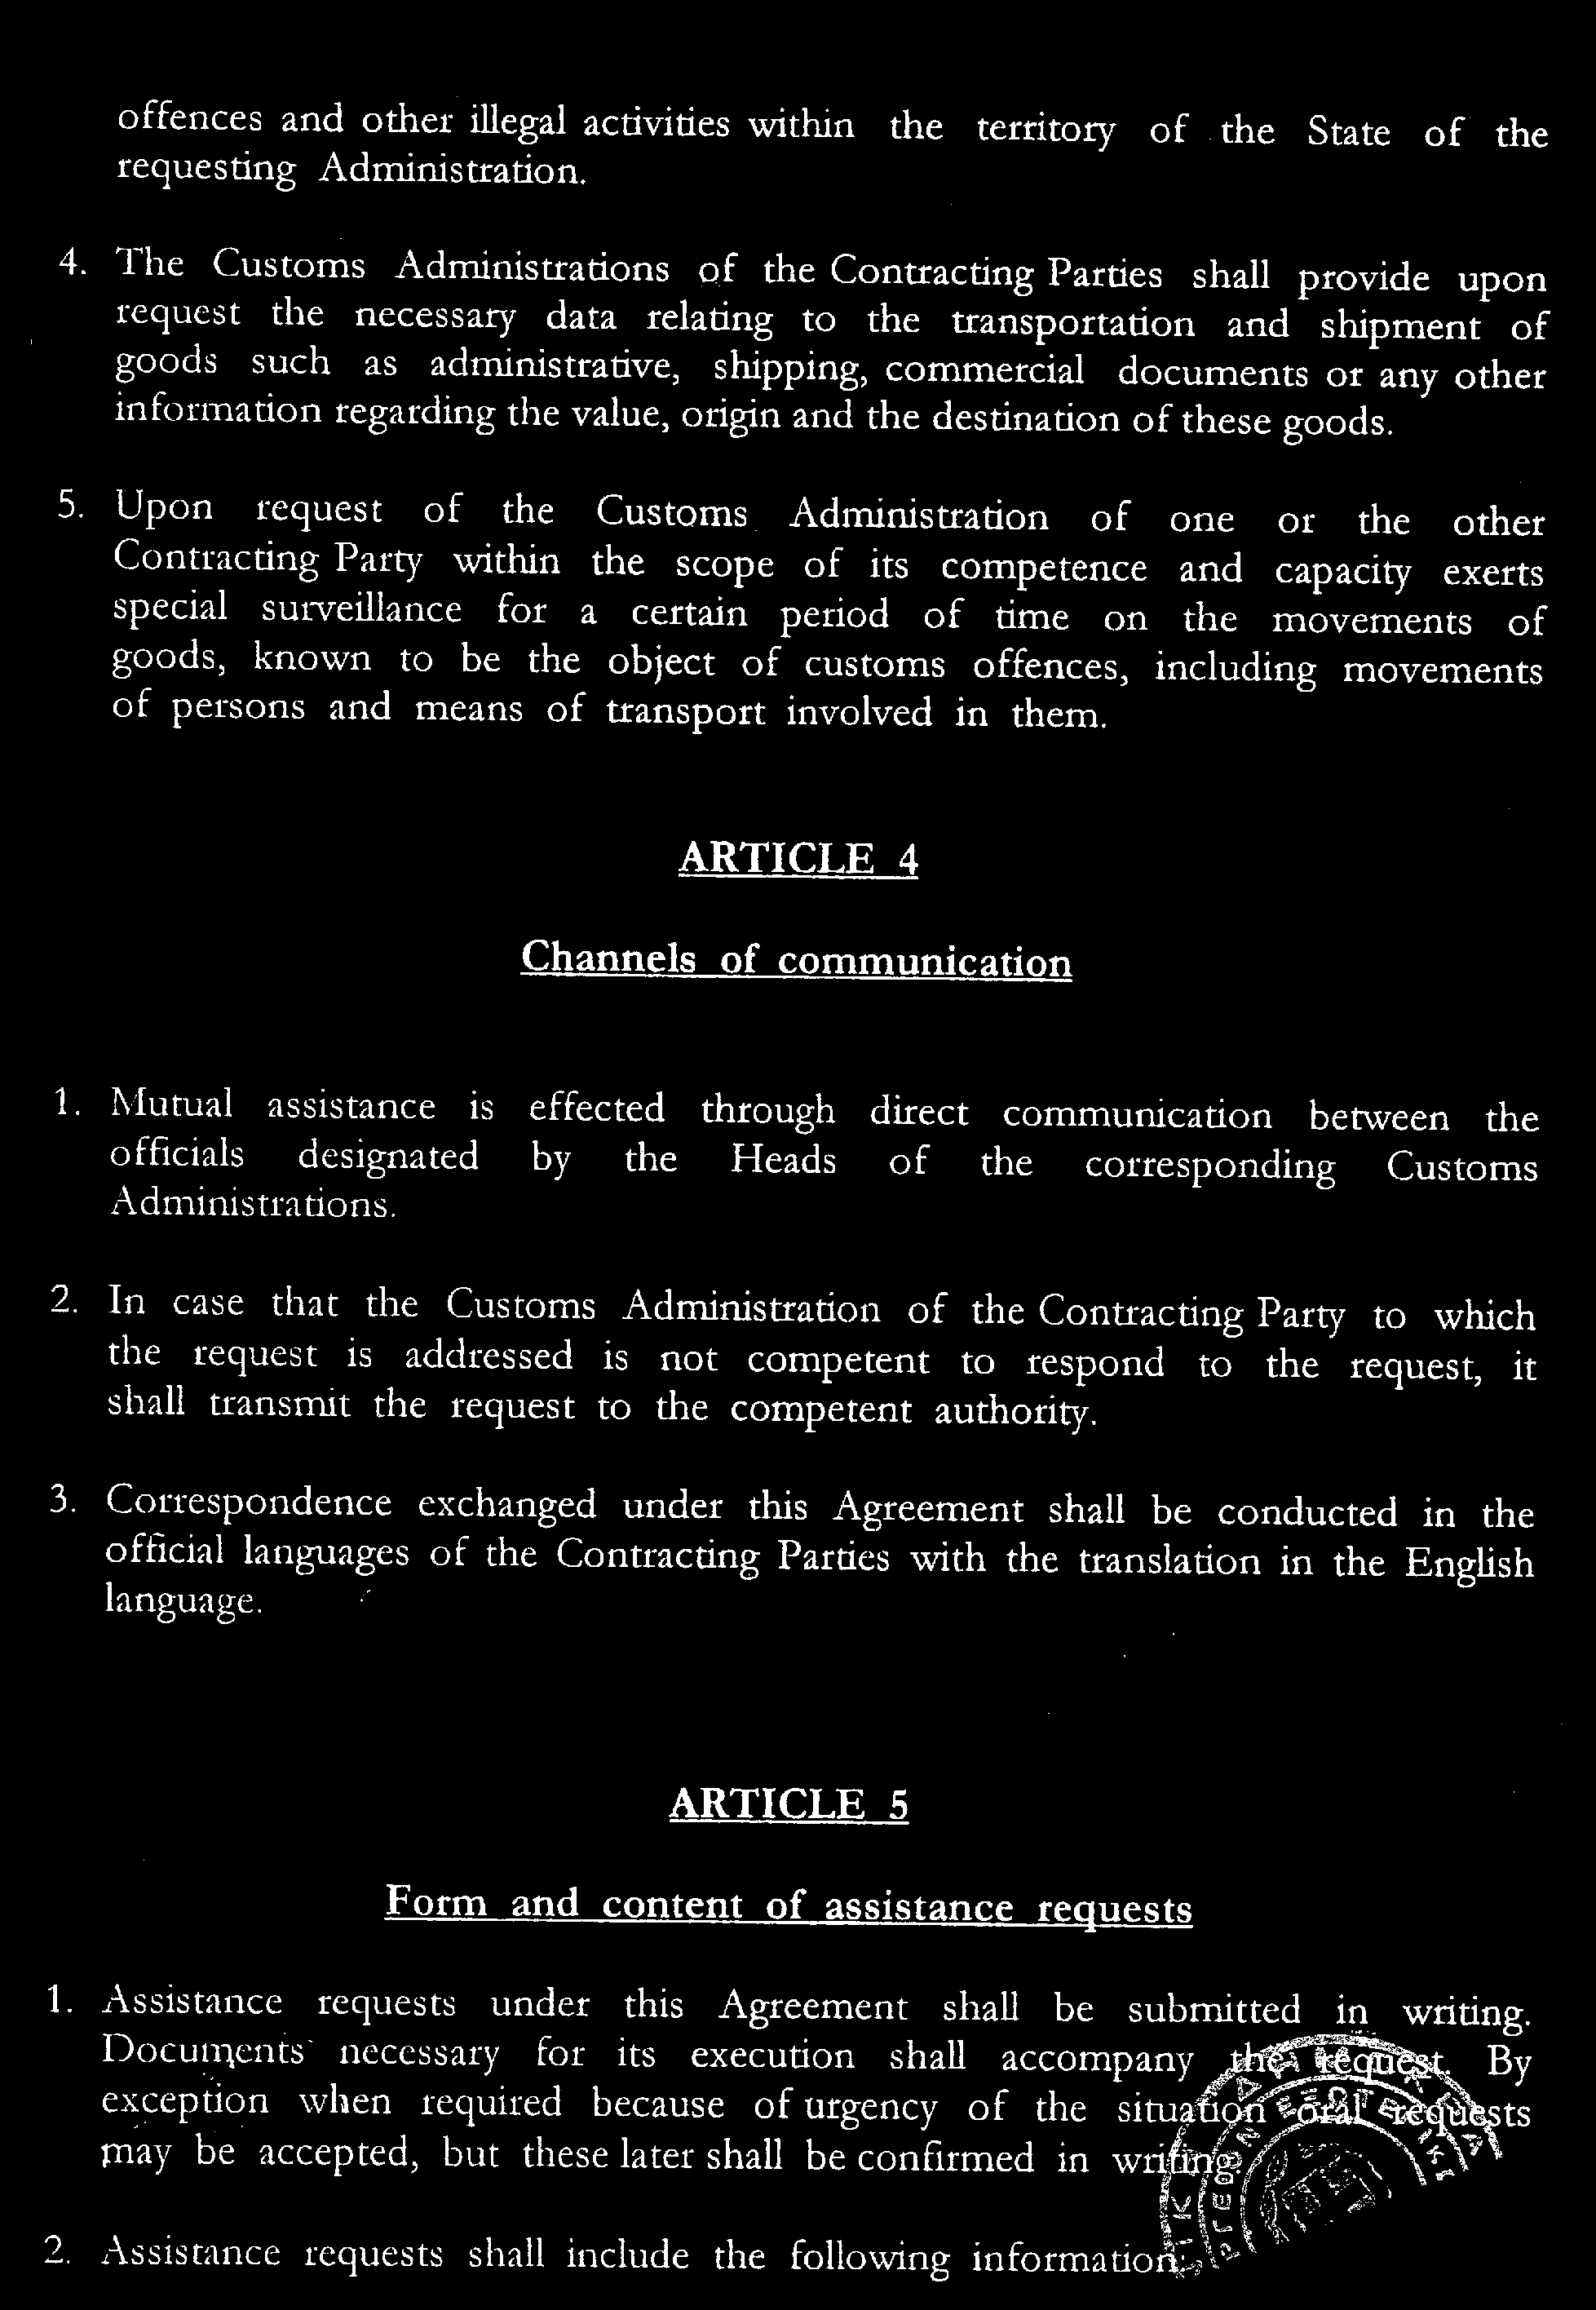 offences and other illegal activities within the territory of the State of the
requesting Administration.
4. The Customs Administrations of the Contracting Parties shall provide upon
request the necessary data relating to the transportation and shipment of
goods such as administrative, shipping, commercial documents or any other
information regarding the value, origin and the destination of these goods.
5. Upon request of the Customs Administration of one or the other
Contracting Party within the scope of its competence and capacity exerts
special surveillance for a certain period of time on the movements of
goods, known to be the object of customs offences, including movements
of persons and means of transport involved in them.
ARTICLE 4
Channels of communication
1. Mutual assistance is effected through direct communication between the
officials designated by the Heads of the corresponding Customs
Administrations.
2. In case that the Customs Administration of the Contracting Party to which
the request is addressed is not competent to respond to the request, it
shall transmit the request to the competent authority.
3. Correspondence exchanged under this Agreement shall be conducted in the
official languages of the Contracting Parties with the translation in the English
language.
ARTICLE 5
Form and content of assistance requests
1. Assistance requests under this Agreement shall be submitted in writing.
Documents necessary for its execution shall accompany the request. By
exception when required because of urgency of the situation oral requests
may be accepted, but these later shall be confirmed in writing.
2. Assistance requests shall include the following information: